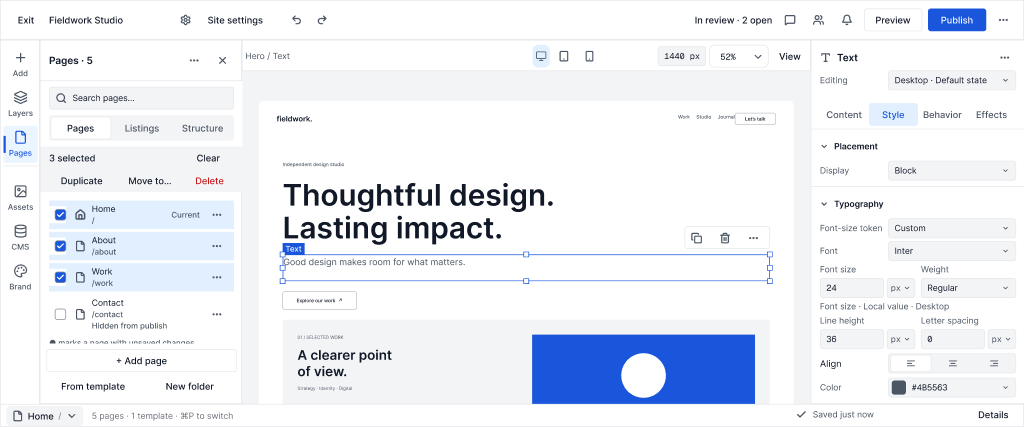 Exit Fieldwork Studio Site settings In review · 2 open Preview Publish
Add
Layers
Pages
Assets
CMS
Brand
Pages · 5
Search pages...
Pages Listings Structure
3 selected Clear
Duplicate Move to... Delete
Home
/
Current
About
/about
Work
/work
Contact
/contact
Hidden from publish
marks a page with unsaved changes
+ Add page
From template New folder
Hero / Text 1440 px 52% View
fieldwork. Work Studio Journal Let's talk
Independent design studio
Thoughtful design.
Lasting impact.
Text
Good design makes room for what matters.
Explore our work ↗
01 / SELECTED WORK
A clearer point
of view.
Strategy · Identity · Digital
Text
Editing Desktop · Default state
Content Style Behavior Effects
Placement
Display Block
Typography
Font-size token Custom
Font Inter
Font size Weight
24 px Regular
Font size · Local value · Desktop
Line height Letter spacing
36 px 0 px
Align
Color #4B5563
Home / 5 pages · 1 template · ⌘P to switch Saved just now Details